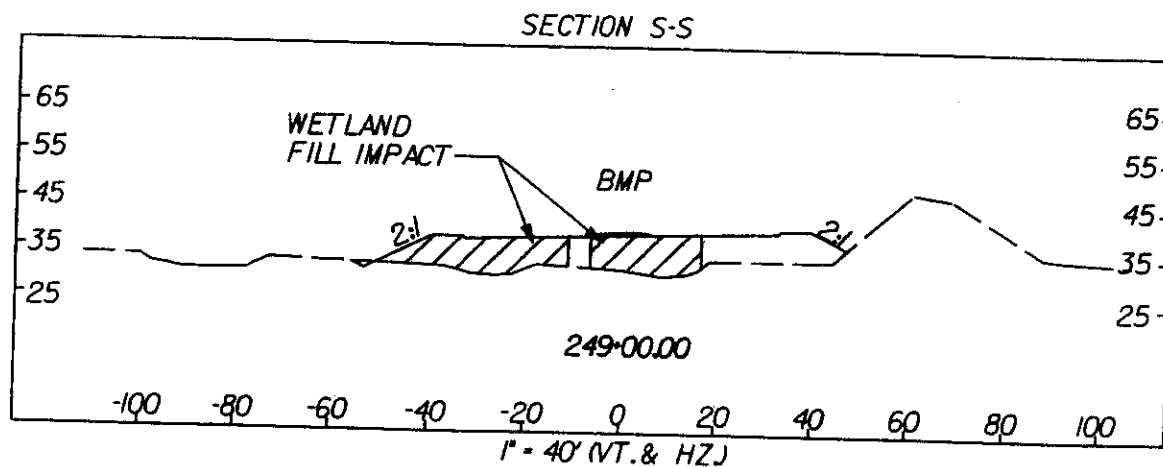 SECTION S-S
65
65
WETLAND
FILL IMPACT
BMP
55
55
45
45
2:1
2:1
35
35
25
25
249+00.00
-100 -80 -60 -40 -20 0 20 40 60 80 100
1" = 40' (VT. & HZ.)